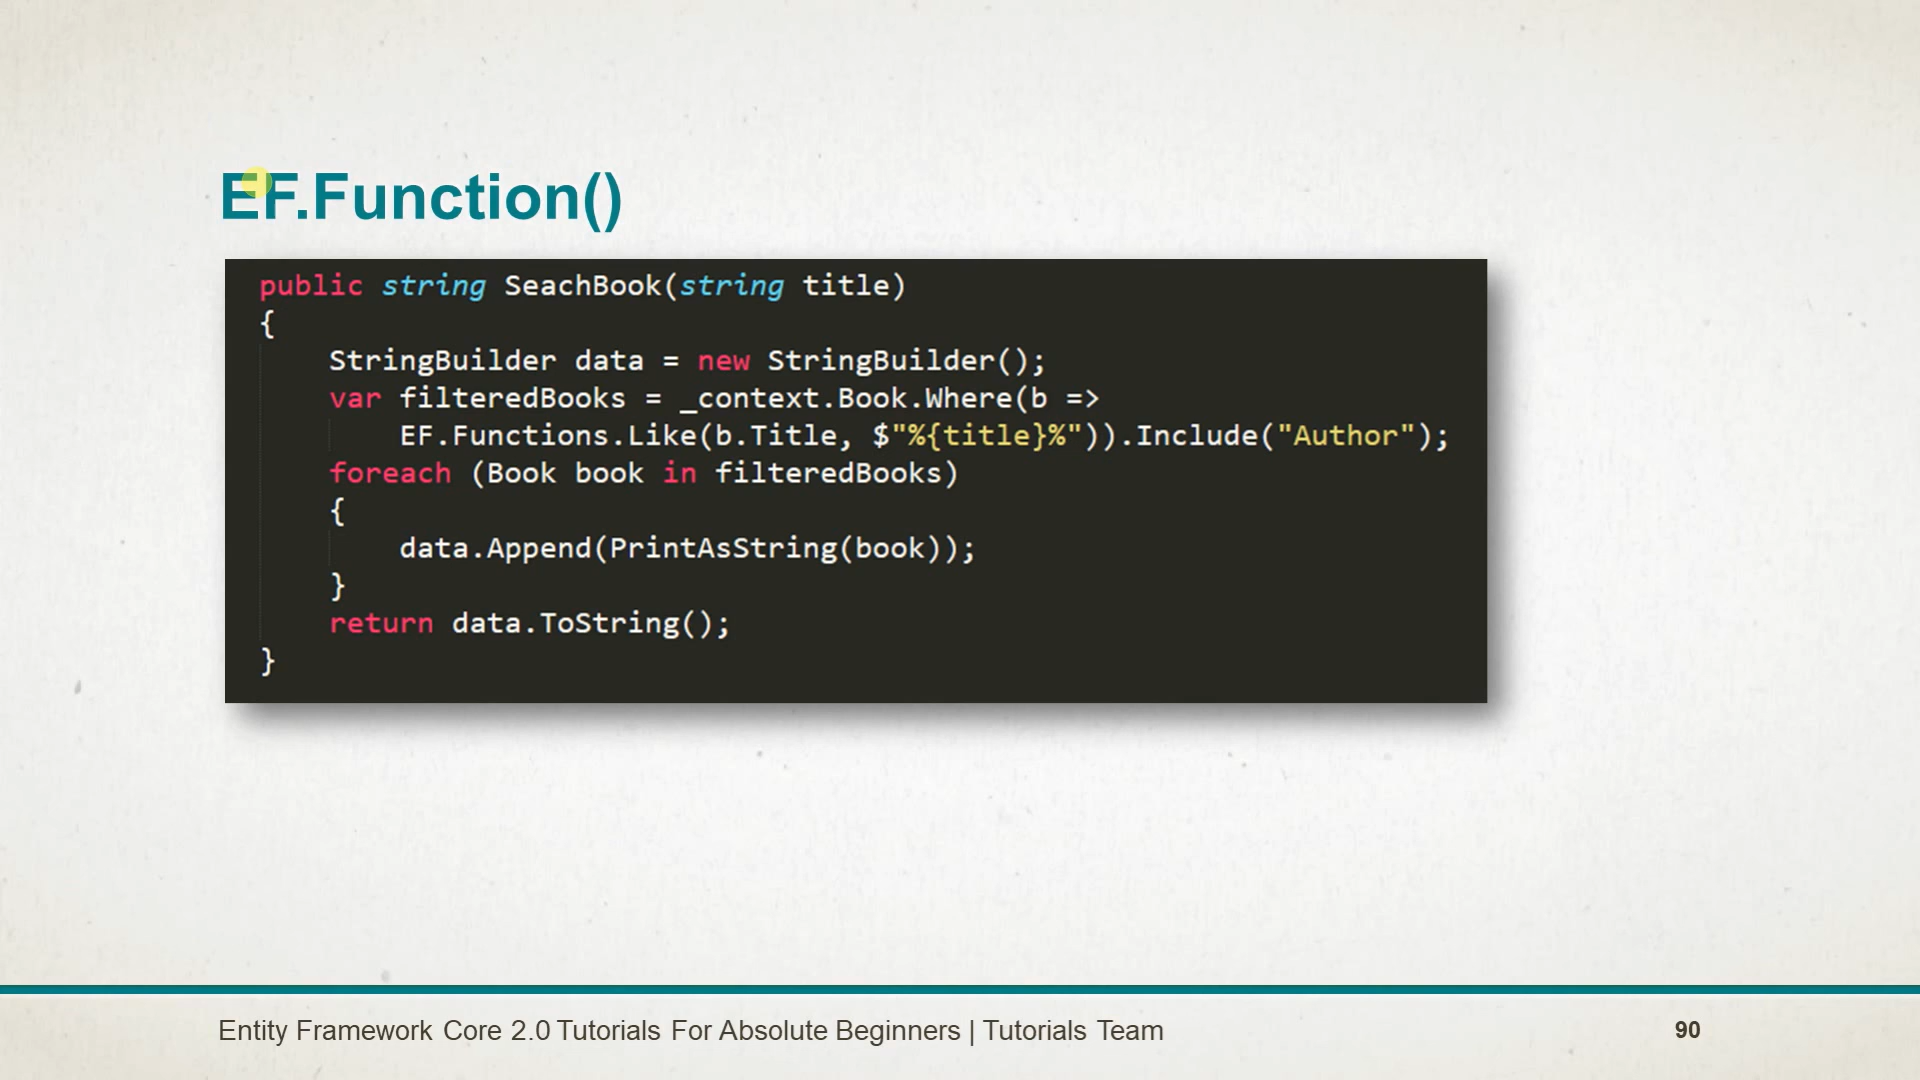 EF.Function()
public string SeachBook(string title)
{
StringBuilder data = new StringBuilder();
var filteredBooks = _context.Book.Where(b =>
EF.Functions.Like(b.Title, $"%{title}%")).Include("Author");
foreach (Book book in filteredBooks)
{
data.Append(PrintAsString(book));
}
return data.ToString();
}
Entity Framework Core 2.0 Tutorials For Absolute Beginners | Tutorials Team
90